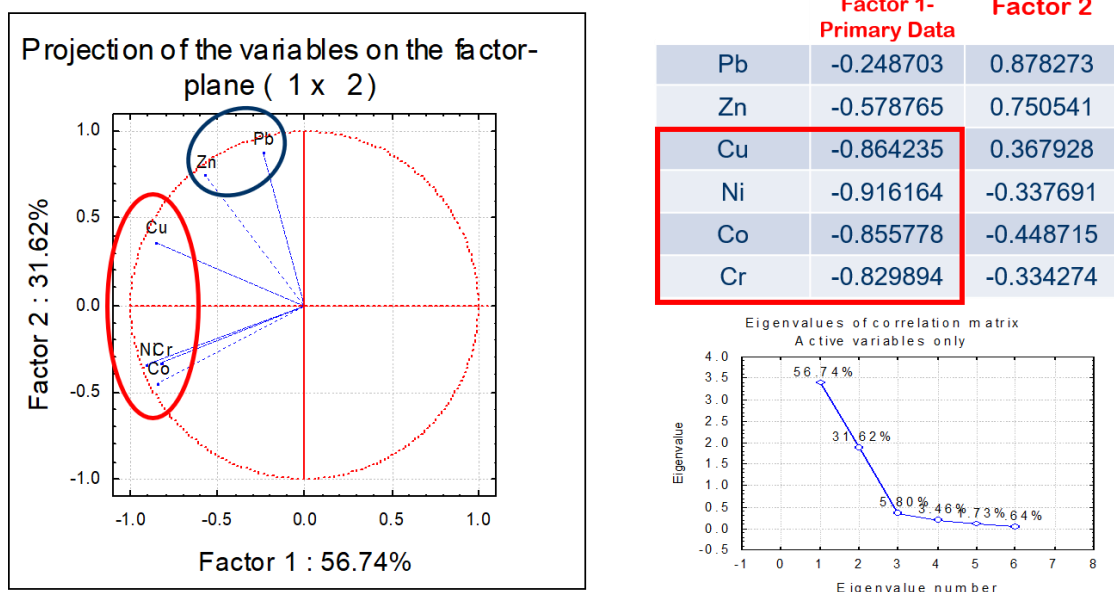 Projection of the variables on the factor-
plane ( 1 x 2)
1.0
0.5
0.0
-0.5
-1.0
Factor 2 : 31.62%
Pb
Zn
Cu
Ni
Cr
Co
-1.0 -0.5 0.0 0.5 1.0
Factor 1 : 56.74%
Factor 1- Factor 2
Primary Data
Pb -0.248703 0.878273
Zn -0.578765 0.750541
Cu -0.864235 0.367928
Ni -0.916164 -0.337691
Co -0.855778 -0.448715
Cr -0.829894 -0.334274
Eigenvalues of correlation matrix
Active variables only
4.0
3.5
3.0
2.5
2.0
1.5
1.0
0.5
0.0
-0.5
Eigenvalue
56.74%
31.62%
5.80%
3.46%
1.73%
.64%
-1 0 1 2 3 4 5 6 7 8
Eigenvalue number